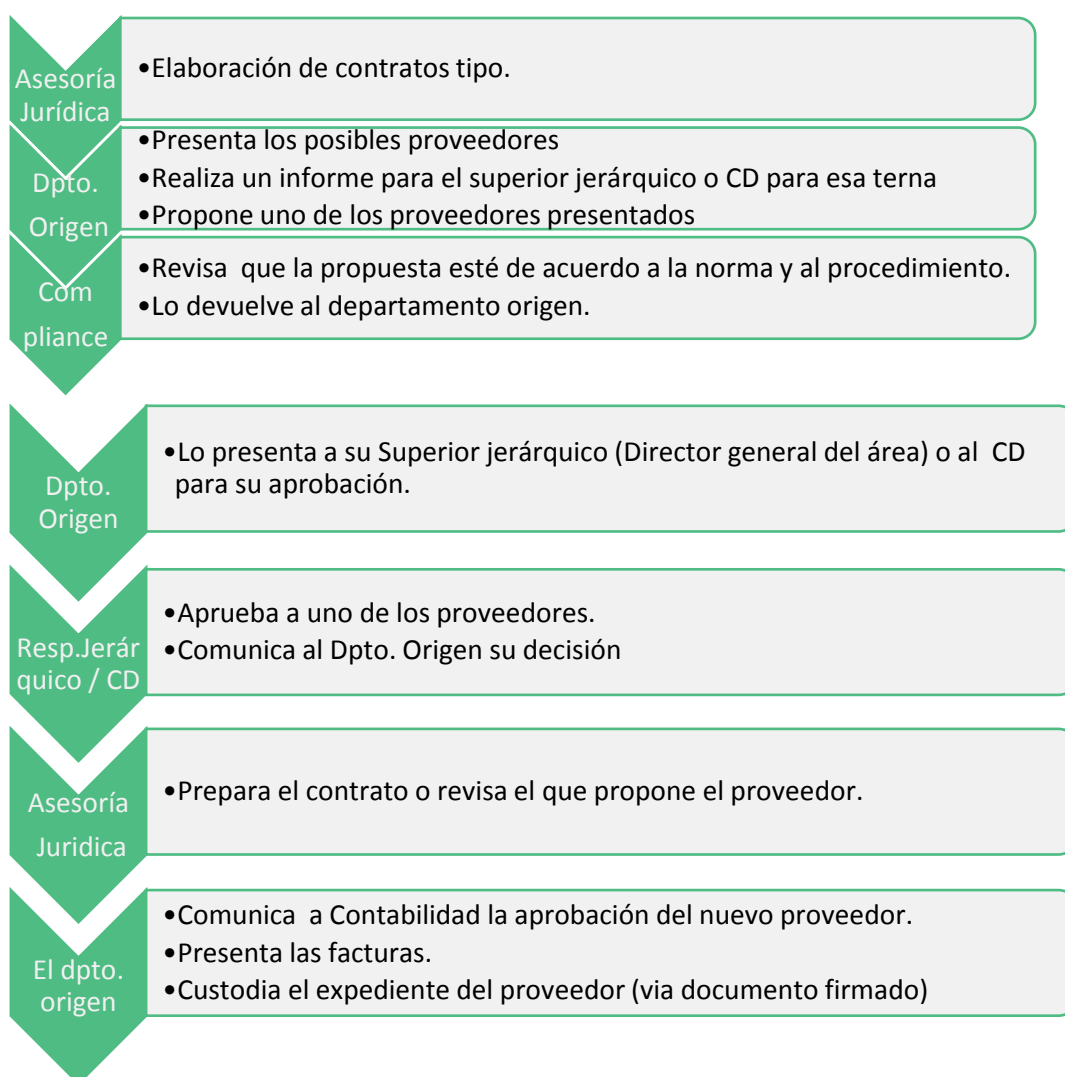 Asesoría
Jurídica
•Elaboración de contratos tipo.
Dpto.
Origen
•Presenta los posibles proveedores
•Realiza un informe para el superior jerárquico o CD para esa terna
•Propone uno de los proveedores presentados
Com
pliance
•Revisa  que la propuesta esté de acuerdo a la norma y al procedimiento.
•Lo devuelve al departamento origen.
Dpto.
Origen
•Lo presenta a su Superior jerárquico (Director general del área) o al  CD
para su aprobación.
Resp.Jerár
quico / CD
•Aprueba a uno de los proveedores.
•Comunica al Dpto. Origen su decisión
Asesoría
Juridica
•Prepara el contrato o revisa el que propone el proveedor.
El dpto.
origen
•Comunica  a Contabilidad la aprobación del nuevo proveedor.
•Presenta las facturas.
•Custodia el expediente del proveedor (via documento firmado)